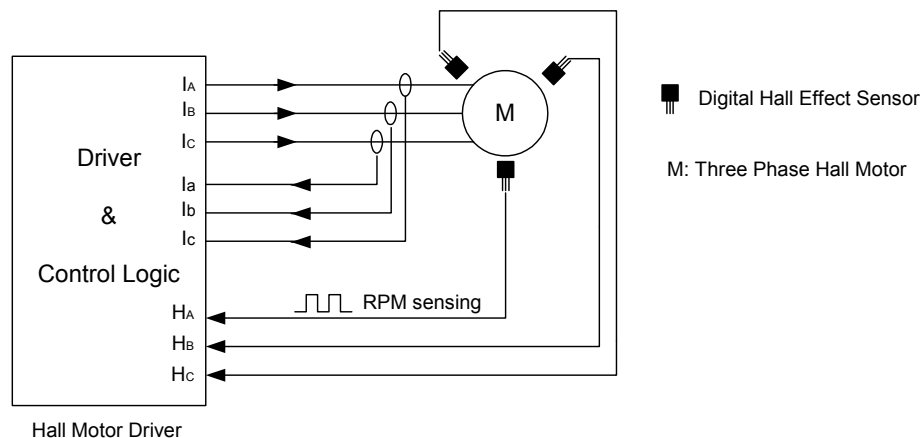 IA
IB
IC
Ia
Ib
Ic
Driver
&
Control Logic
HA
HB
HC
RPM sensing
M
Digital Hall Effect Sensor
M: Three Phase Hall Motor
Hall Motor Driver